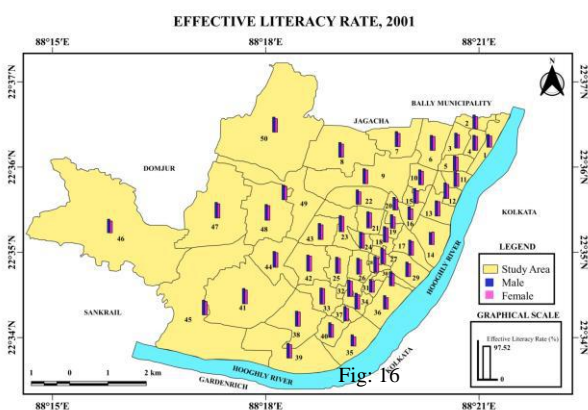 EFFECTIVE LITERACY RATE, 2001
88°15'E 88°18'E 88°21'E
22°37'N 22°37'N
BALLY MUNICIPALITY
JAGACHA
2
50 7 3 4 1
8 6
22°36'N 22°36'N
DOMJUR
9 10 5 11
49 22 20 15 12
KOLKATA
47 48 21 16 13
46 43 23 18 19
24 17 14
22°35'N 22°35'N
44 42 25 26 28 27
30 29
41 33 32 31
45 34 36
SANKRAIL
38 37
40
35
39
22°34'N 22°34'N
HOOGHLY RIVER
KOLKATA
HOOGHLY RIVER
GARDENRICH
LEGEND
Study Area
Male
Female
GRAPHICAL SCALE
Effective Literacy Rate (%)
97.52
0
1 0 2 km
Fig: 16
88°15'E 88°18'E 88°21'E